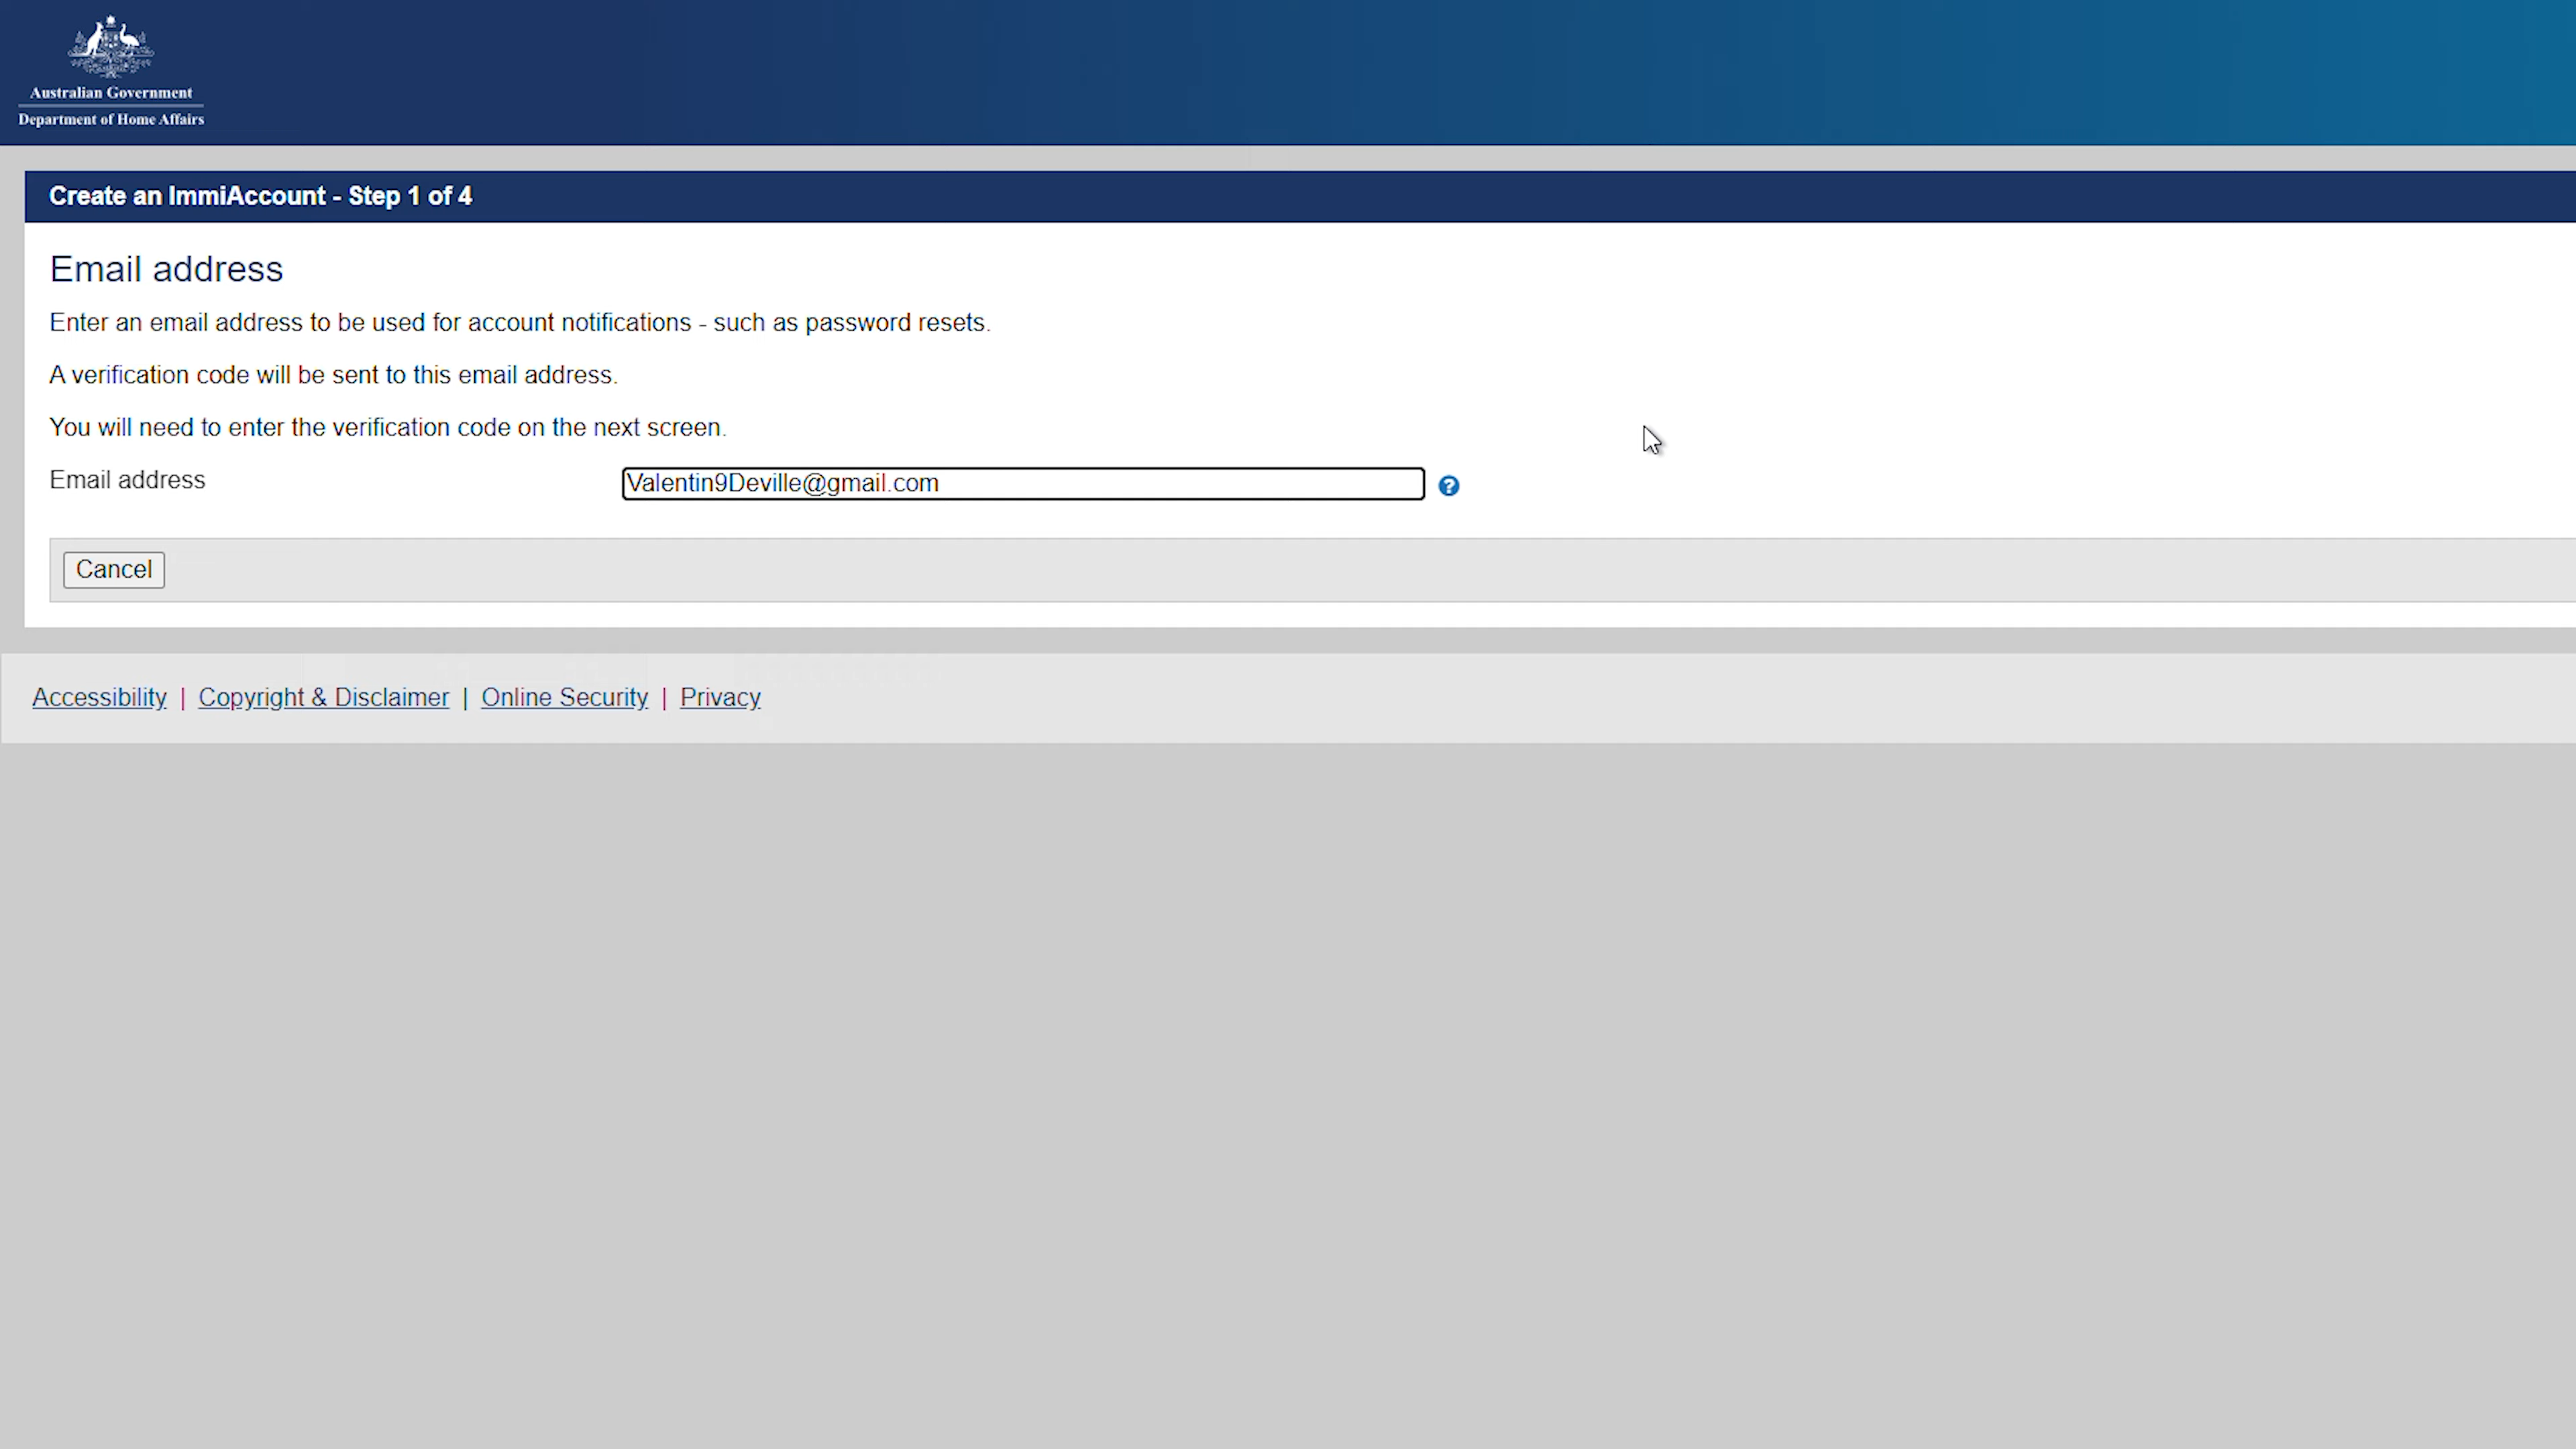 Australian Government
Department of Home Affairs
Create an ImmiAccount - Step 1 of 4
Email address
Enter an email address to be used for account notifications - such as password resets.
A verification code will be sent to this email address.
You will need to enter the verification code on the next screen.
Email address Valentin9Deville@gmail.com ?
Cancel
Accessibility | Copyright & Disclaimer | Online Security | Privacy